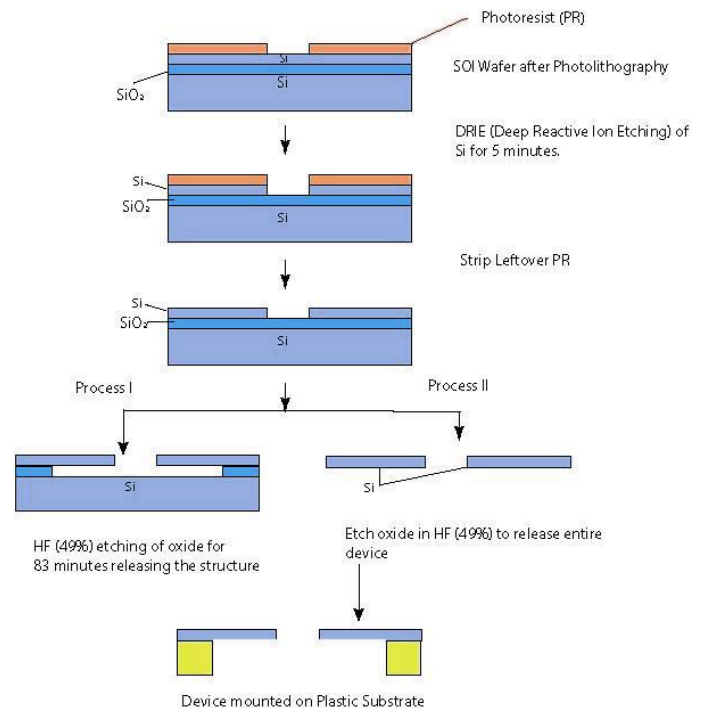 Photoresist (PR)
Si
SOI Wafer after Photolithography
SiO₂
Si
DRIE (Deep Reactive Ion Etching) of
Si for 5 minutes.
Si
SiO₂
Si
Strip Leftover PR
Si
SiO₂
Si
Process I
Process II
Si
Si
HF (49%) etching of oxide for
83 minutes releasing the structure
Etch oxide in HF (49%) to release entire
device
Device mounted on Plastic Substrate